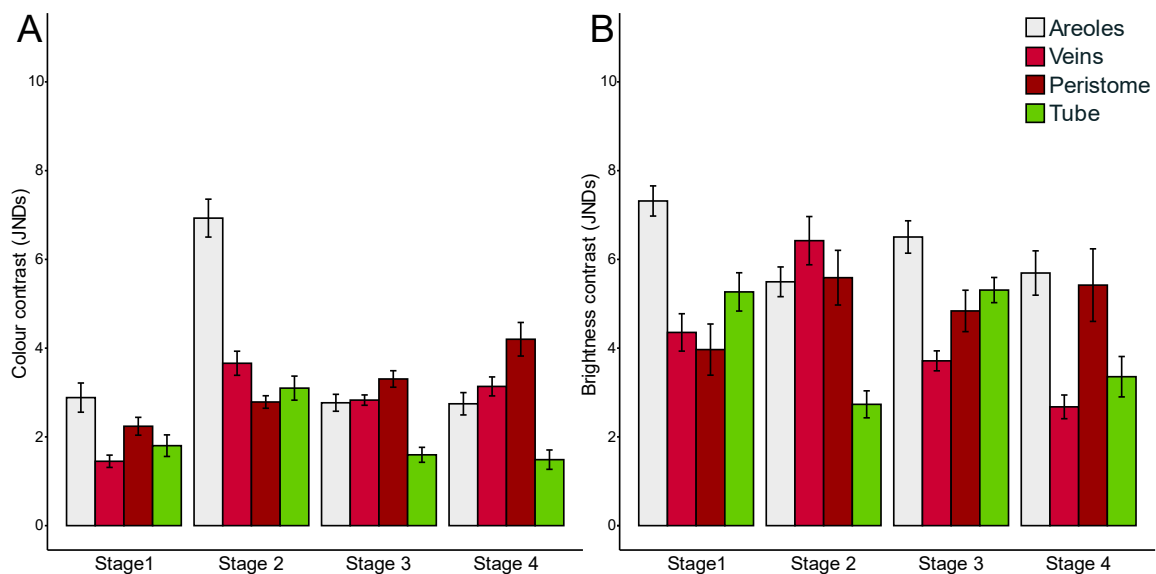 A
Colour contrast (JNDs)
10
8
6
4
2
0
Stage1
Stage 2
Stage 3
Stage 4
B
Areoles
Veins
Peristome
Tube
Brightness contrast (JNDs)
10
8
6
4
2
0
Stage1
Stage 2
Stage 3
Stage 4